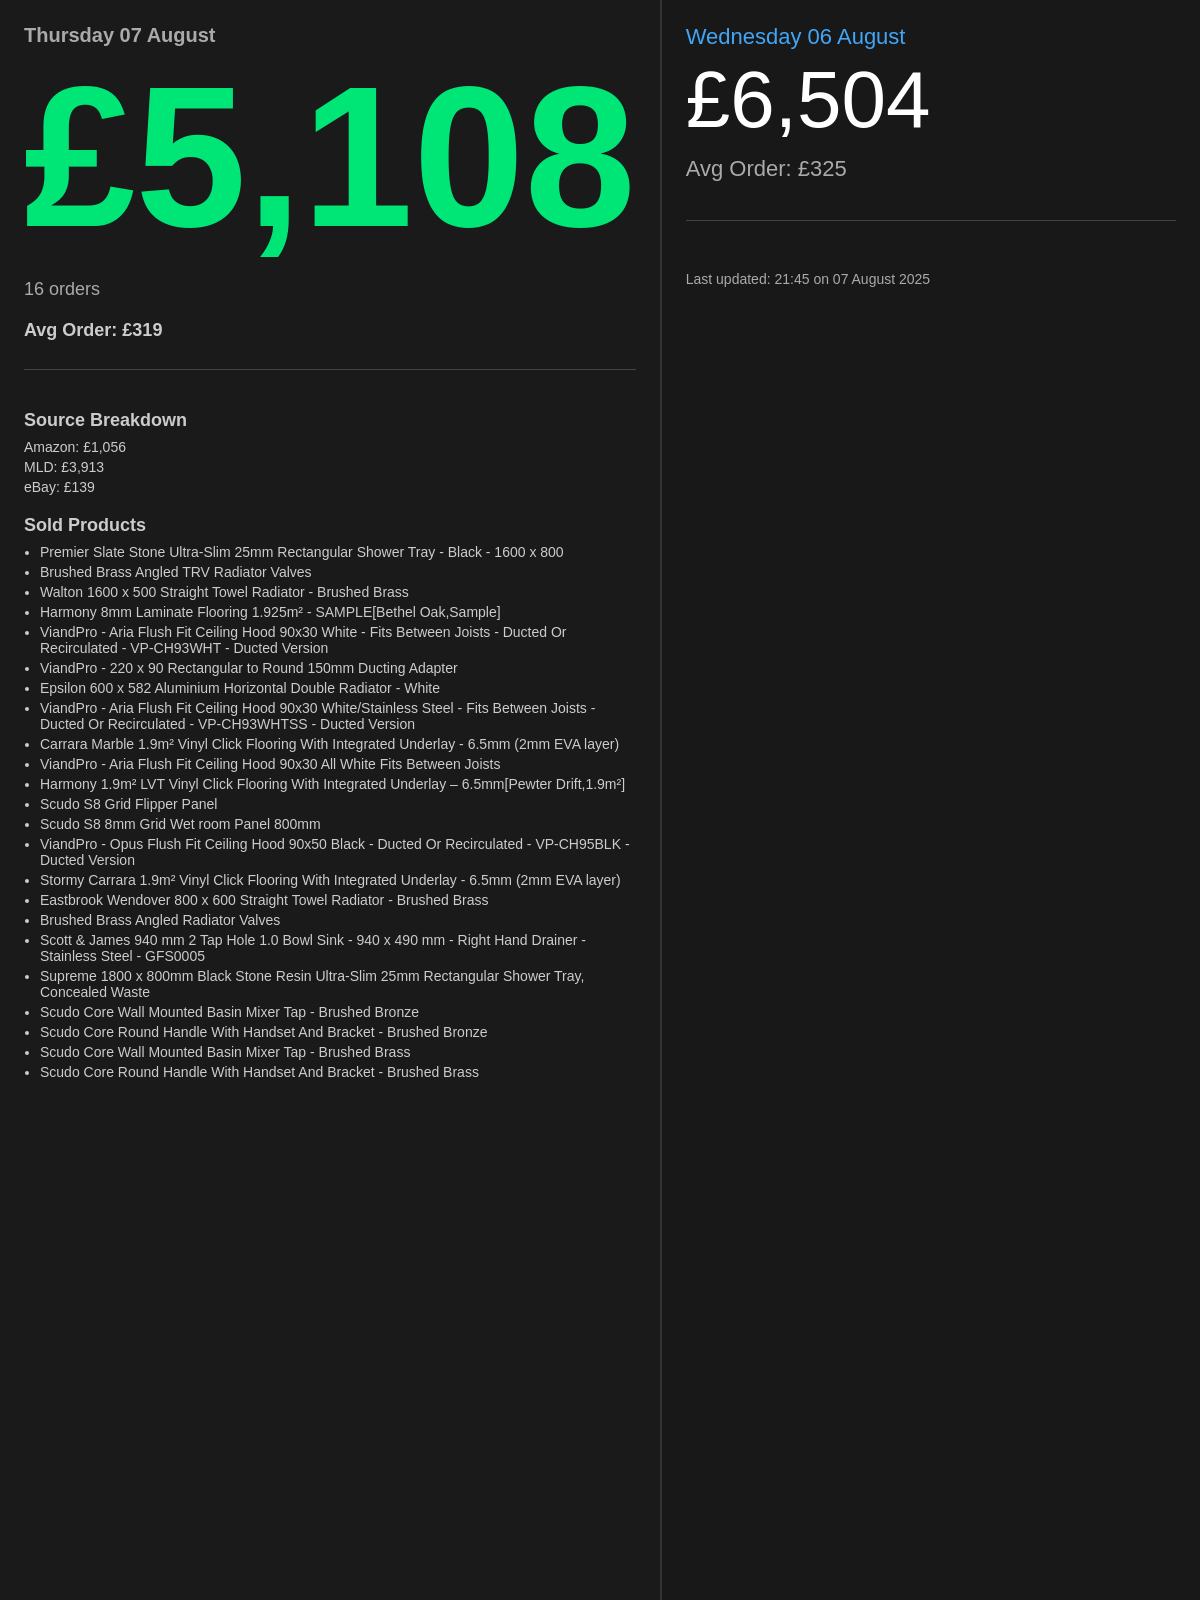 Thursday 07 August
£5,108
16 orders
Avg Order: £319
Source Breakdown
Amazon: £1,056
MLD: £3,913
eBay: £139
Sold Products
• Premier Slate Stone Ultra-Slim 25mm Rectangular Shower Tray - Black - 1600 x 800
• Brushed Brass Angled TRV Radiator Valves
• Walton 1600 x 500 Straight Towel Radiator - Brushed Brass
• Harmony 8mm Laminate Flooring 1.925m² - SAMPLE[Bethel Oak,Sample]
• ViandPro - Aria Flush Fit Ceiling Hood 90x30 White - Fits Between Joists - Ducted Or
Recirculated - VP-CH93WHT - Ducted Version
• ViandPro - 220 x 90 Rectangular to Round 150mm Ducting Adapter
• Epsilon 600 x 582 Aluminium Horizontal Double Radiator - White
• ViandPro - Aria Flush Fit Ceiling Hood 90x30 White/Stainless Steel - Fits Between Joists -
Ducted Or Recirculated - VP-CH93WHTSS - Ducted Version
• Carrara Marble 1.9m² Vinyl Click Flooring With Integrated Underlay - 6.5mm (2mm EVA layer)
• ViandPro - Aria Flush Fit Ceiling Hood 90x30 All White Fits Between Joists
• Harmony 1.9m² LVT Vinyl Click Flooring With Integrated Underlay – 6.5mm[Pewter Drift,1.9m²]
• Scudo S8 Grid Flipper Panel
• Scudo S8 8mm Grid Wet room Panel 800mm
• ViandPro - Opus Flush Fit Ceiling Hood 90x50 Black - Ducted Or Recirculated - VP-CH95BLK -
Ducted Version
• Stormy Carrara 1.9m² Vinyl Click Flooring With Integrated Underlay - 6.5mm (2mm EVA layer)
• Eastbrook Wendover 800 x 600 Straight Towel Radiator - Brushed Brass
• Brushed Brass Angled Radiator Valves
• Scott & James 940 mm 2 Tap Hole 1.0 Bowl Sink - 940 x 490 mm - Right Hand Drainer -
Stainless Steel - GFS0005
• Supreme 1800 x 800mm Black Stone Resin Ultra-Slim 25mm Rectangular Shower Tray,
Concealed Waste
• Scudo Core Wall Mounted Basin Mixer Tap - Brushed Bronze
• Scudo Core Round Handle With Handset And Bracket - Brushed Bronze
• Scudo Core Wall Mounted Basin Mixer Tap - Brushed Brass
• Scudo Core Round Handle With Handset And Bracket - Brushed Brass
Wednesday 06 August
£6,504
Avg Order: £325
Last updated: 21:45 on 07 August 2025